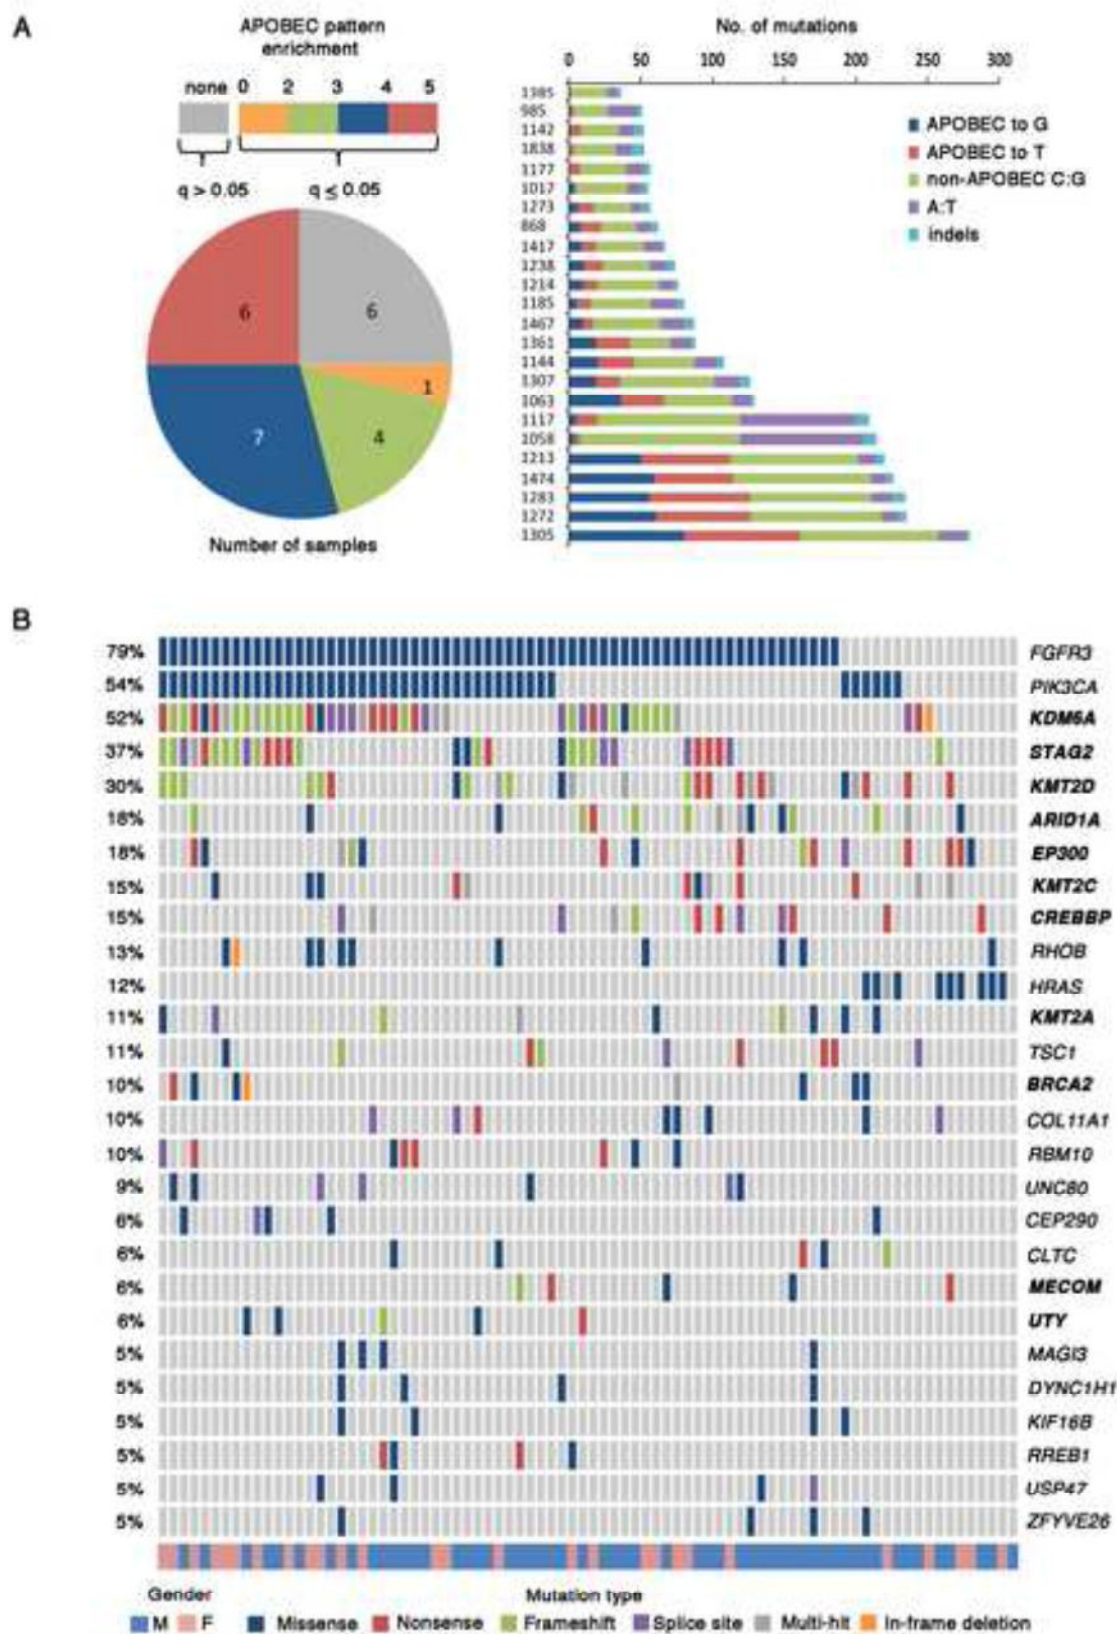 A
APOBEC pattern
enrichment
none 0 2 3 4 5
q > 0.05 q ≤ 0.05
6 6
1
7 4
Number of samples
No. of mutations
0 50 100 150 200 250 300
1385
985
1142
1838
1177
1017
1273
868
1417
1238
1214
1185
1467
1361
1144
1307
1063
1117
1058
1213
1474
1283
1272
1305
APOBEC to G
APOBEC to T
non-APOBEC C:G
A:T
indels
B
79% FGFR3
54% PIK3CA
52% KDM6A
37% STAG2
30% KMT2D
18% ARID1A
18% EP300
15% KMT2C
15% CREBBP
13% RHOB
12% HRAS
11% KMT2A
11% TSC1
10% BRCA2
10% COL11A1
10% RBM10
9% UNC80
6% CEP290
6% CLTC
6% MECOM
6% UTY
5% MAGI3
5% DYNC1H1
5% KIF16B
5% RREB1
5% USP47
5% ZFYVE26
Gender Mutation type
M F Missense Nonsense Frameshift Splice site Multi-hit In-frame deletion